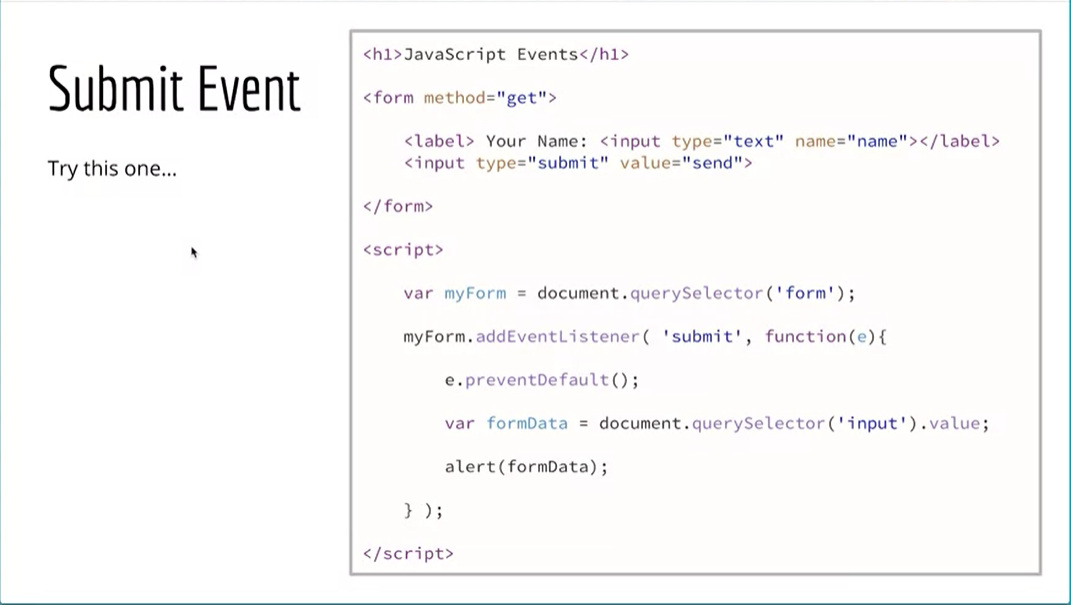 Submit Event
Try this one...
<h1>JavaScript Events</h1>
<form method="get">
<label> Your Name: <input type="text" name="name"></label>
<input type="submit" value="send">
</form>
<script>
var myForm = document.querySelector('form');
myForm.addEventListener( 'submit', function(e){
e.preventDefault();
var formData = document.querySelector('input').value;
alert(formData);
} );
</script>